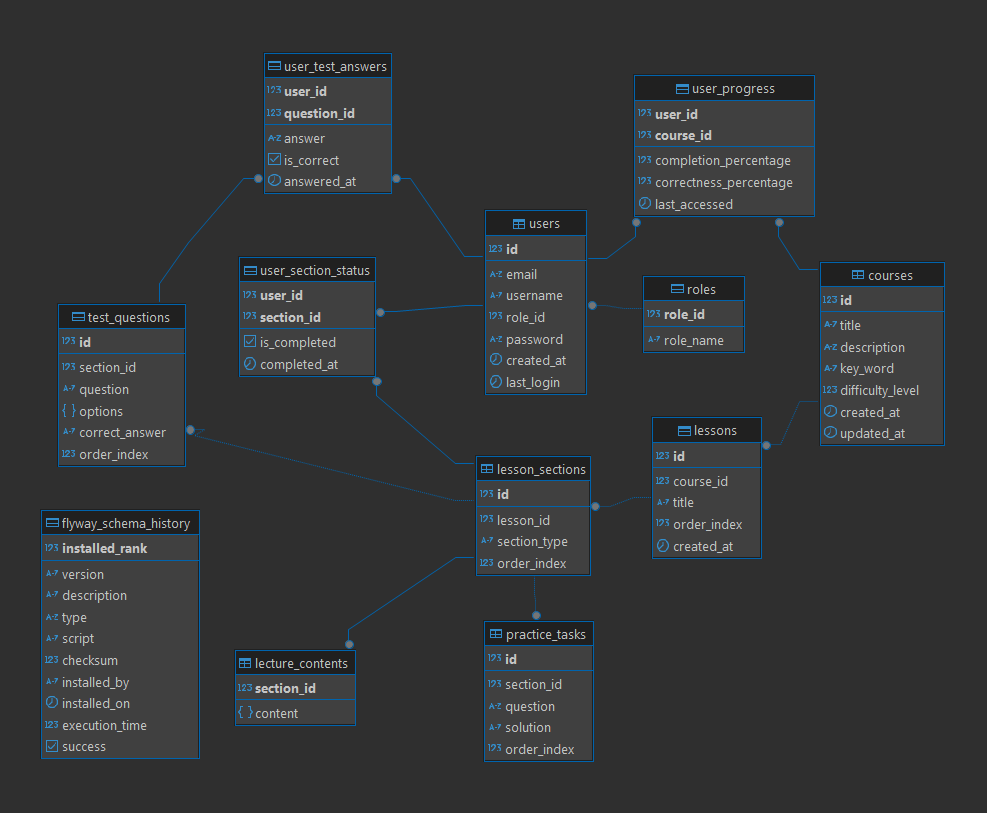 user_test_answers
123 user_id
123 question_id
A-Z answer
is_correct
answered_at
user_progress
123 user_id
123 course_id
123 completion_percentage
123 correctness_percentage
last_accessed
users
123 id
A-Z email
A-Z username
123 role_id
A-Z password
created_at
last_login
user_section_status
123 user_id
123 section_id
is_completed
completed_at
roles
123 role_id
A-Z role_name
courses
123 id
A-Z title
A-Z description
A-Z key_word
123 difficulty_level
created_at
updated_at
test_questions
123 id
123 section_id
A-Z question
{ } options
A-Z correct_answer
123 order_index
lessons
123 id
123 course_id
A-Z title
123 order_index
created_at
lesson_sections
123 id
123 lesson_id
A-Z section_type
123 order_index
flyway_schema_history
123 installed_rank
A-Z version
A-Z description
A-Z type
A-Z script
123 checksum
A-Z installed_by
installed_on
123 execution_time
success
lecture_contents
123 section_id
{ } content
practice_tasks
123 id
123 section_id
A-Z question
A-Z solution
123 order_index